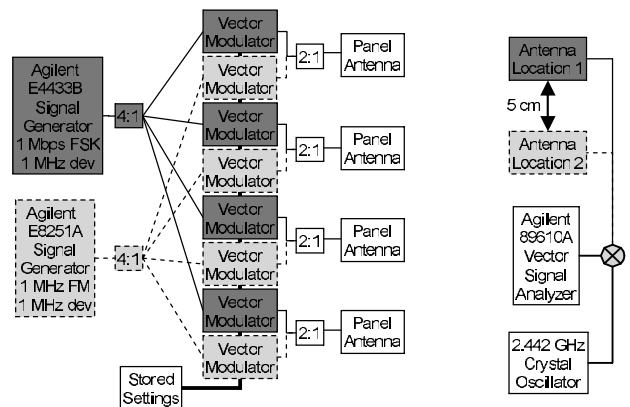 Agilent
E4433B
Signal
Generator
1 Mbps FSK
1 MHz dev
4:1
Agilent
E8251A
Signal
Generator
1 MHz FM
1 MHz dev
4:1
Vector
Modulator
Vector
Modulator
2:1
Panel
Antenna
Vector
Modulator
Vector
Modulator
2:1
Panel
Antenna
Vector
Modulator
Vector
Modulator
2:1
Panel
Antenna
Vector
Modulator
Vector
Modulator
2:1
Panel
Antenna
Stored
Settings
Antenna
Location 1
5 cm
Antenna
Location 2
Agilent
89610A
Vector
Signal
Analyzer
2.442 GHz
Crystal
Oscillator